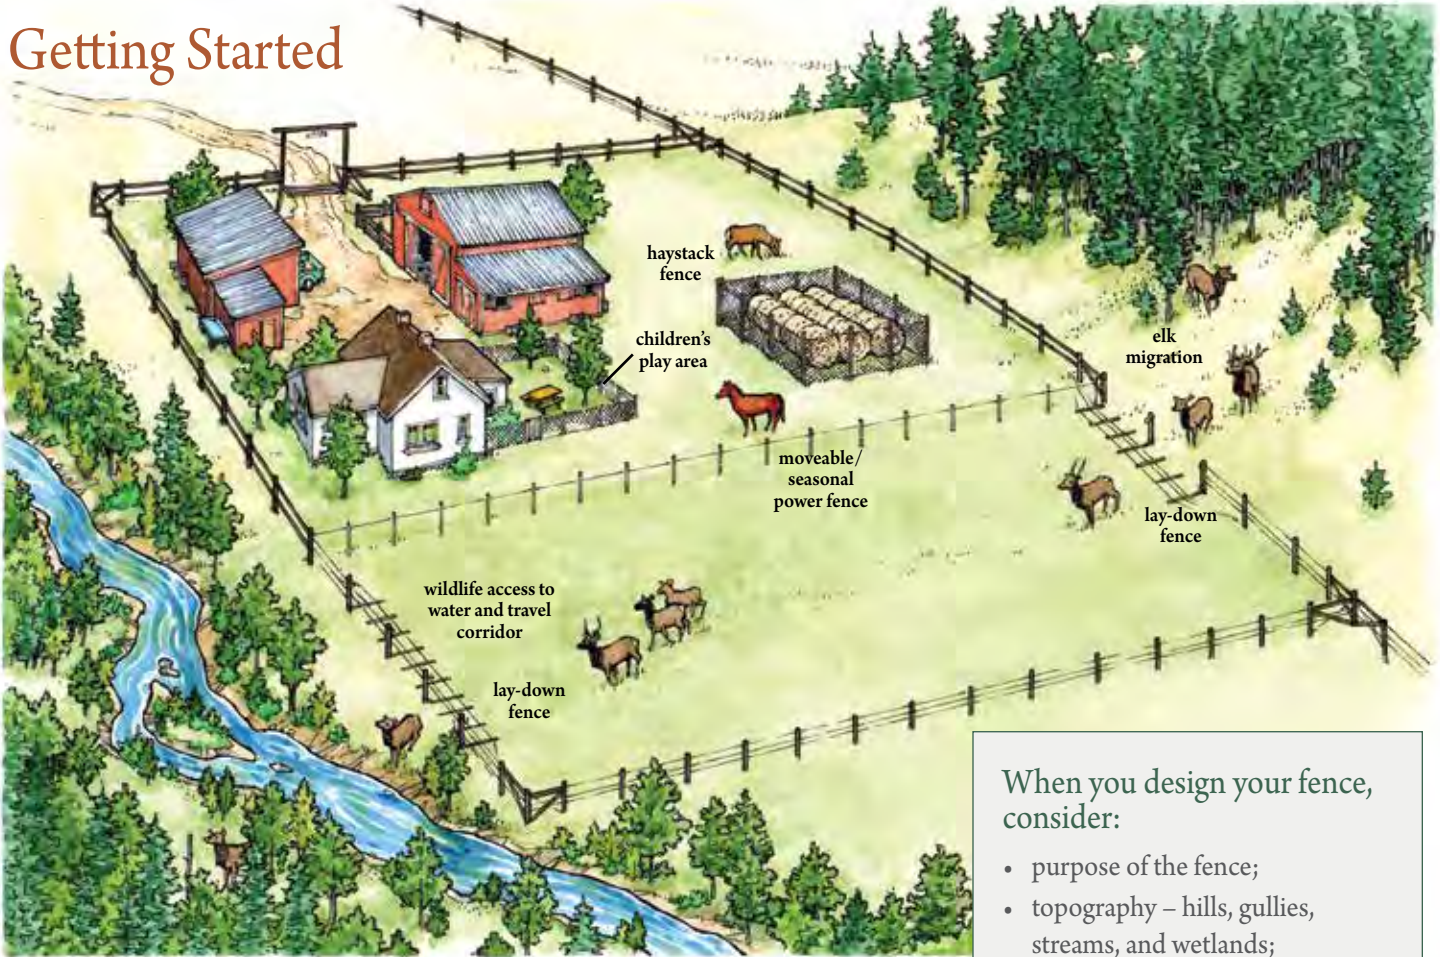 Getting Started
haystack
fence
children's
play area
elk
migration
moveable/
seasonal
power fence
lay-down
fence
wildlife access to
water and travel
corridor
lay-down
fence
When you design your fence,
consider:
• purpose of the fence;
• topography – hills, gullies,
streams, and wetlands;